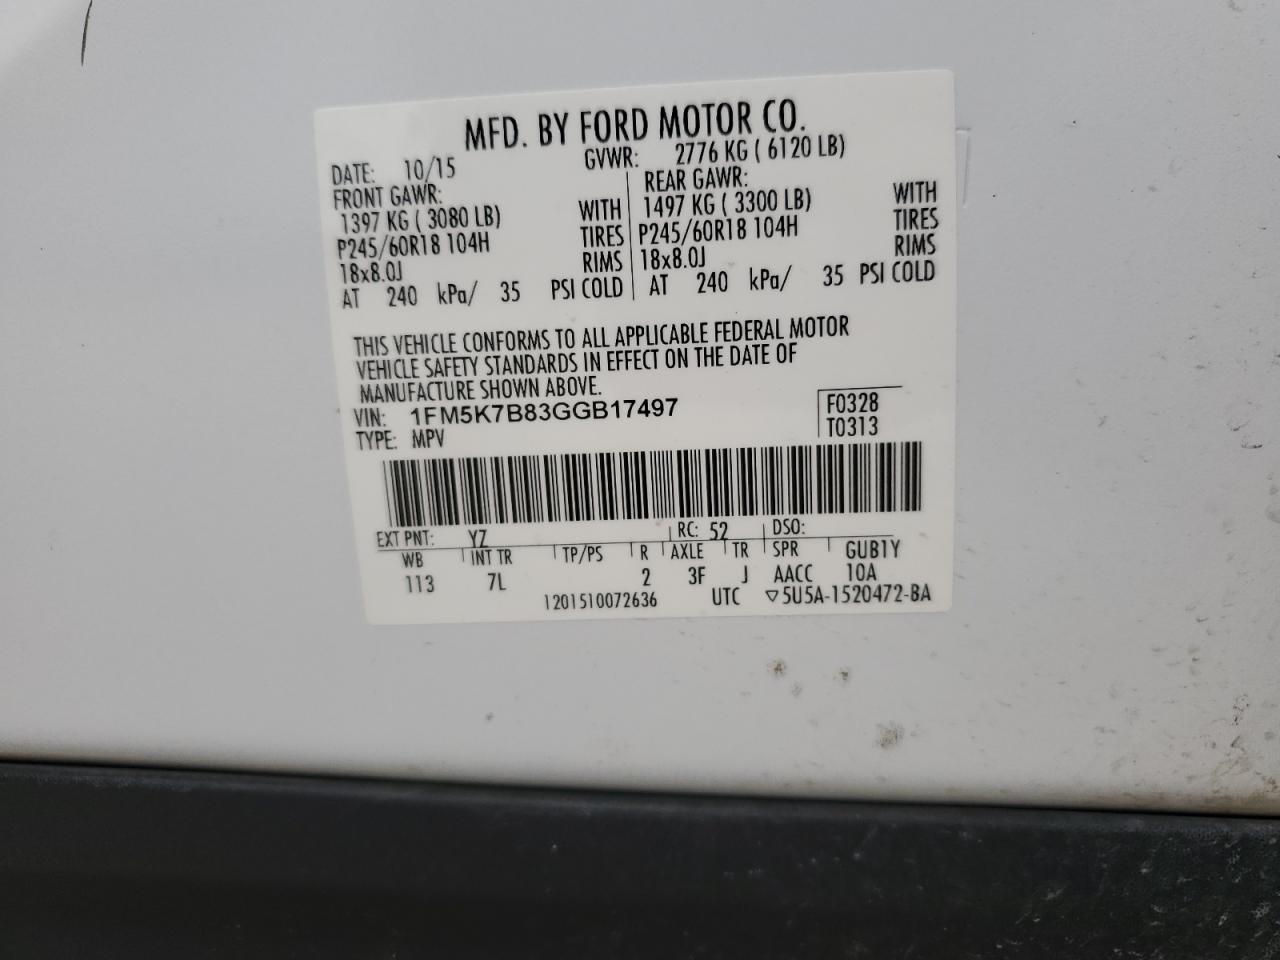 MFD. BY FORD MOTOR CO.
DATE: 10/15 GVWR: 2776 KG ( 6120 LB)
FRONT GAWR: REAR GAWR:
1397 KG ( 3080 LB) WITH 1497 KG ( 3300 LB) WITH
P245/60R18 104H TIRES P245/60R18 104H TIRES
18x8.0J RIMS 18x8.0J RIMS
AT 240 kPa/ 35 PSI COLD AT 240 kPa/ 35 PSI COLD
THIS VEHICLE CONFORMS TO ALL APPLICABLE FEDERAL MOTOR
VEHICLE SAFETY STANDARDS IN EFFECT ON THE DATE OF
MANUFACTURE SHOWN ABOVE.
VIN: 1FM5K7B83GGB17497 F0328
TYPE: MPV T0313
EXT PNT: YZ RC: 52 DSO:
WB INT TR TP/PS R AXLE TR SPR GUB1Y
113 7L 2 3F J AACC 10A
1201510072636 UTC ▽5U5A-1520472-BA